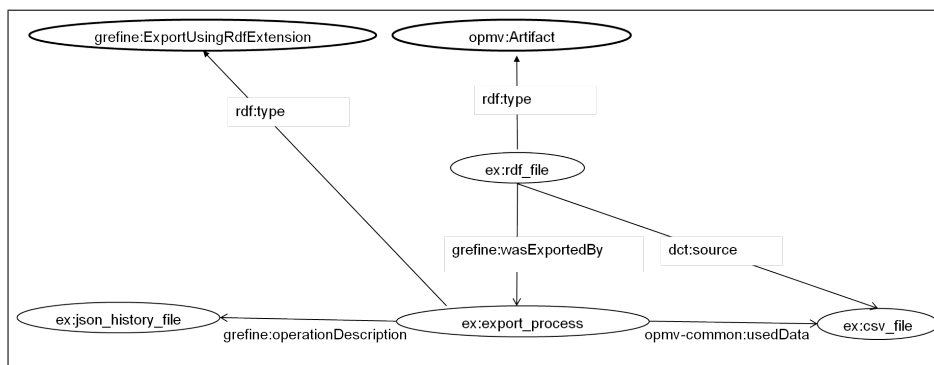 grefine:ExportUsingRdfExtension
opmv:Artifact
rdf:type
rdf:type
ex:rdf_file
grefine:wasExportedBy
dct:source
ex:json_history_file
ex:export_process
ex:csv_file
grefine:operationDescription
opmv-common:usedData